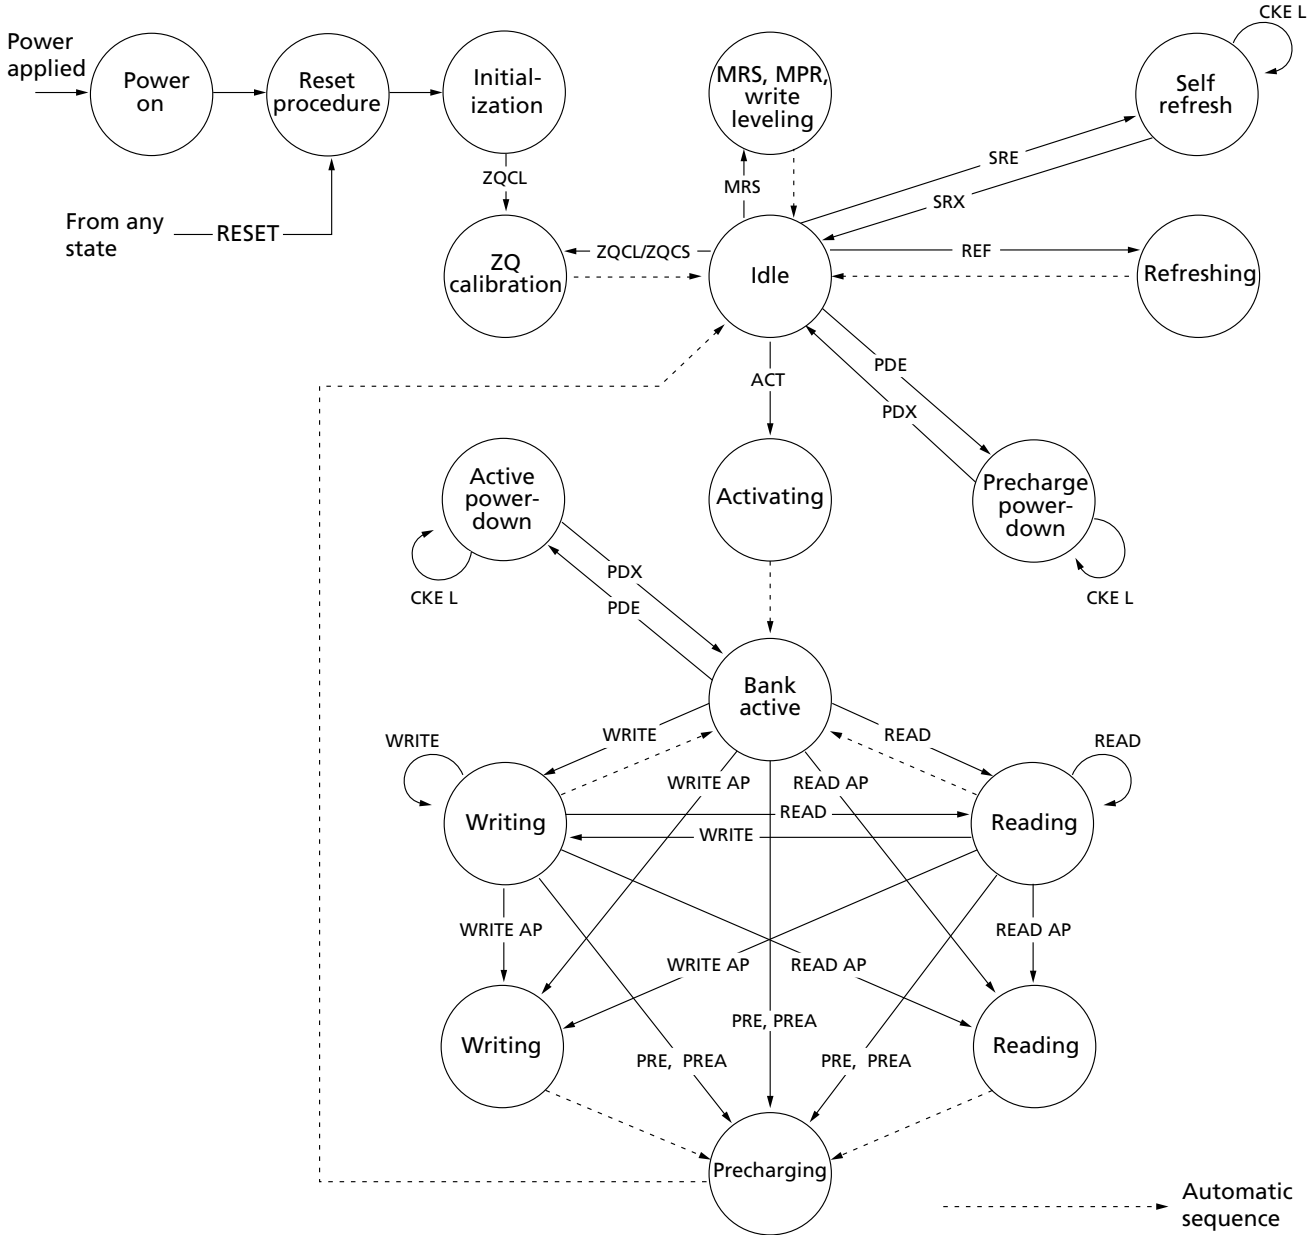 CKE L
Power
applied
Power
on
Reset
procedure
Initial-
ization
MRS, MPR,
write
leveling
Self
refresh
SRE
ZQCL
MRS
SRX
From any
state
RESET
ZQ
calibration
ZQCL/ZQCS
Idle
REF
Refreshing
PDE
ACT
PDX
Active
power-
down
Activating
Precharge
power-
down
PDX
CKE L
PDE
CKE L
Bank
active
WRITE
WRITE
READ
READ
WRITE AP
READ AP
Writing
READ
WRITE
Reading
WRITE AP
READ AP
WRITE AP
READ AP
Writing
PRE, PREA
Reading
PRE, PREA
PRE, PREA
Precharging
Automatic
sequence